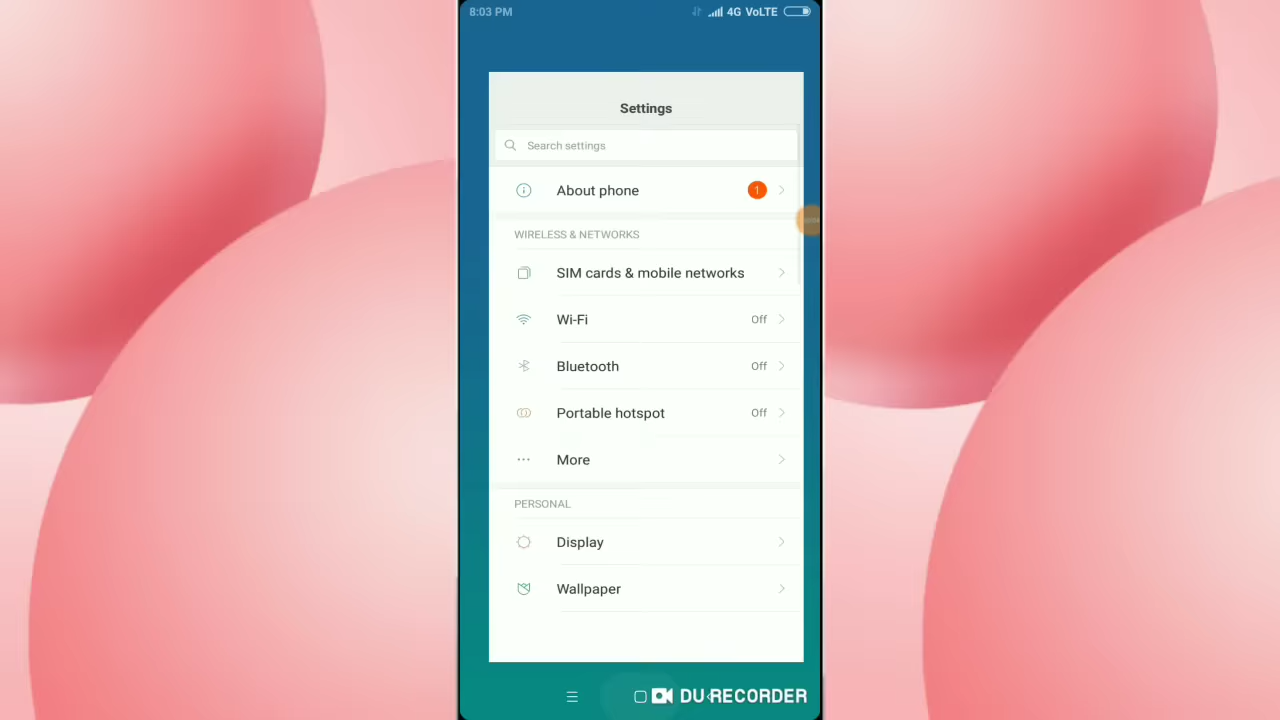 8:03 PM 4G VoLTE
Settings
Search settings
About phone 1
WIRELESS & NETWORKS
SIM cards & mobile networks
Wi-Fi Off
Bluetooth Off
Portable hotspot Off
More
PERSONAL
Display
Wallpaper
DU RECORDER